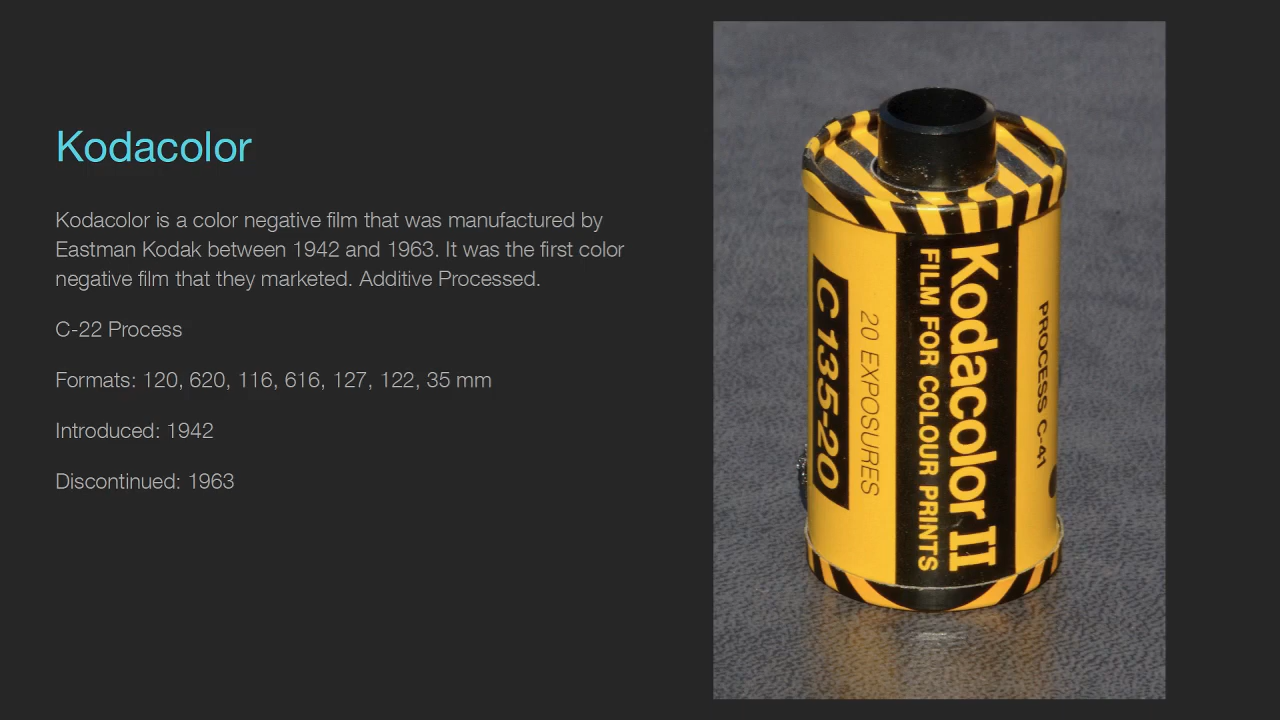 Kodacolor
Kodacolor is a color negative film that was manufactured by
Eastman Kodak between 1942 and 1963. It was the first color
negative film that they marketed. Additive Processed.
C-22 Process
Formats: 120, 620, 116, 616, 127, 122, 35 mm
Introduced: 1942
Discontinued: 1963
PROCESS C-41
Kodacolor II
FILM FOR COLOUR PRINTS
20 EXPOSURES
C 135-20